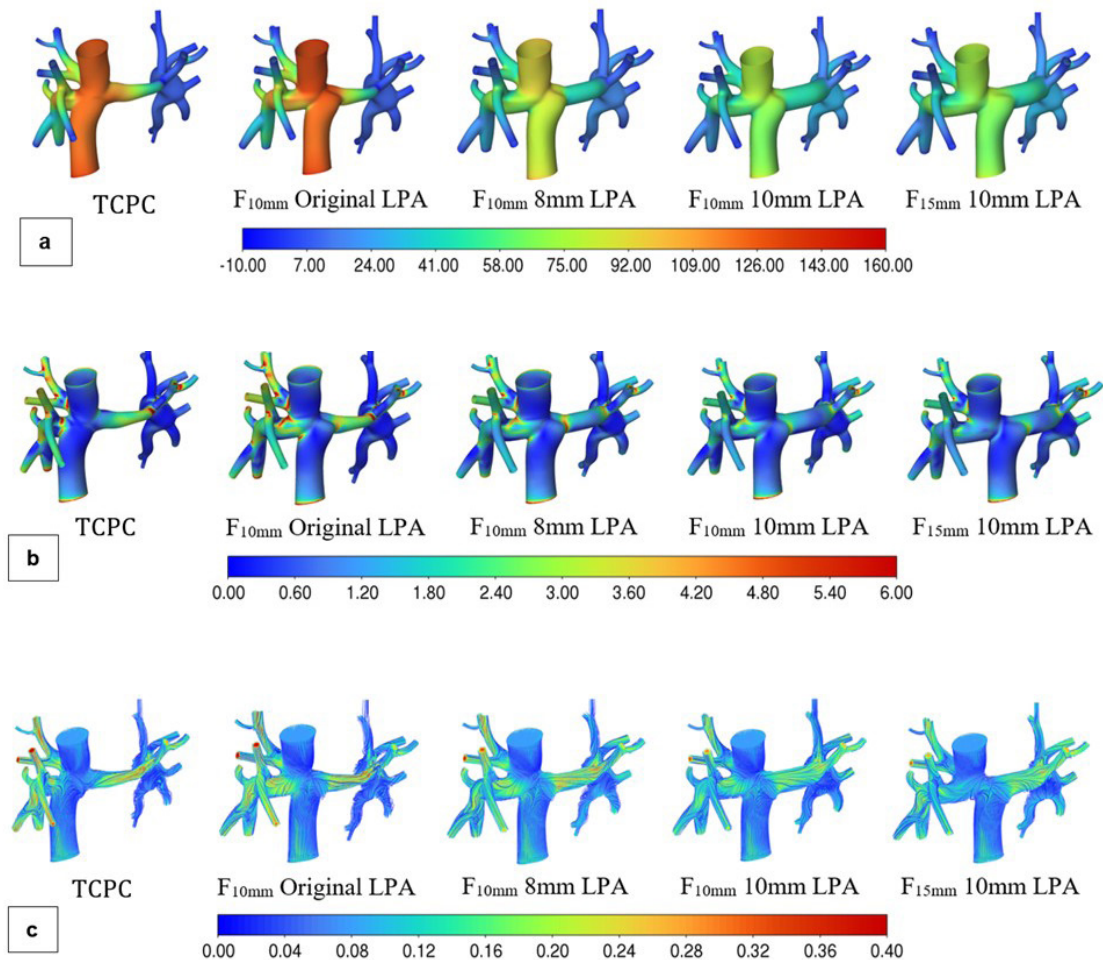 TCPC F10mm Original LPA F10mm 8mm LPA F10mm 10mm LPA F15mm 10mm LPA
a
-10.00 7.00 24.00 41.00 58.00 75.00 92.00 109.00 126.00 143.00 160.00
TCPC F10mm Original LPA F10mm 8mm LPA F10mm 10mm LPA F15mm 10mm LPA
b
0.00 0.60 1.20 1.80 2.40 3.00 3.60 4.20 4.80 5.40 6.00
TCPC F10mm Original LPA F10mm 8mm LPA F10mm 10mm LPA F15mm 10mm LPA
c
0.00 0.04 0.08 0.12 0.16 0.20 0.24 0.28 0.32 0.36 0.40